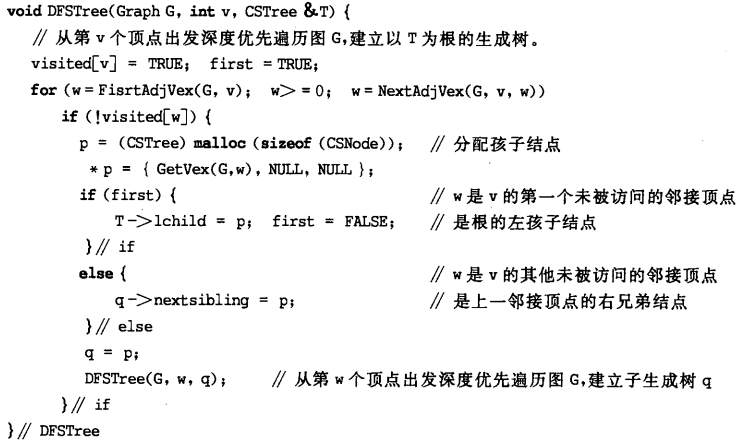 void DFSTree(Graph G, int v, CSTree &T) {
// 从第 v 个顶点出发深度优先遍历图 G,建立以 T 为根的生成树。
visited[v] = TRUE; first = TRUE;
for (w = FisrtAdjVex(G, v); w> = 0; w = NextAdjVex(G, v, w))
if (!visited[w]) {
p = (CSTree) malloc (sizeof (CSNode)); // 分配孩子结点
* p = { GetVex(G,w), NULL, NULL };
if (first) { // w 是 v 的第一个未被访问的邻接顶点
T->lchild = p; first = FALSE; // 是根的左孩子结点
}// if
else { // w 是 v 的其他未被访问的邻接顶点
q->nextsibling = p; // 是上一邻接顶点的右兄弟结点
}// else
q = p;
DFSTree(G, w, q); // 从第 w 个顶点出发深度优先遍历图 G,建立子生成树 q
}// if
}// DFSTree